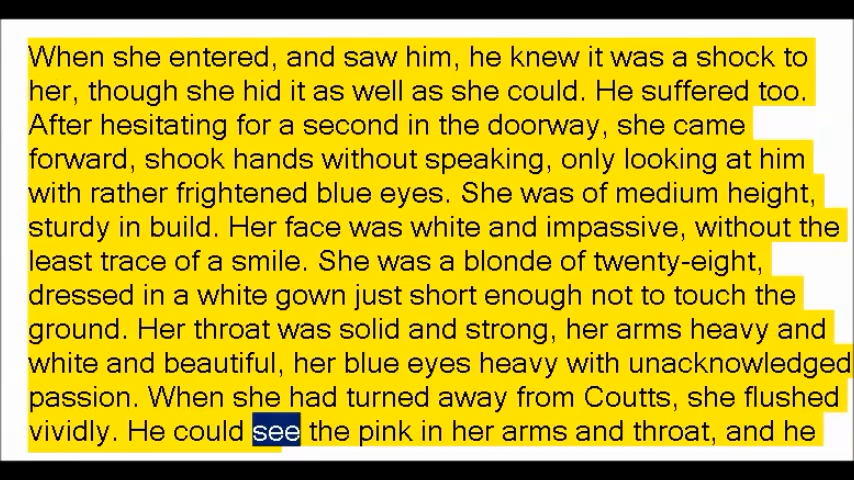 When she entered, and saw him, he knew it was a shock to
her, though she hid it as well as she could. He suffered too.
After hesitating for a second in the doorway, she came
forward, shook hands without speaking, only looking at him
with rather frightened blue eyes. She was of medium height,
sturdy in build. Her face was white and impassive, without the
least trace of a smile. She was a blonde of twenty-eight,
dressed in a white gown just short enough not to touch the
ground. Her throat was solid and strong, her arms heavy and
white and beautiful, her blue eyes heavy with unacknowledged
passion. When she had turned away from Coutts, she flushed
vividly. He could see the pink in her arms and throat, and he